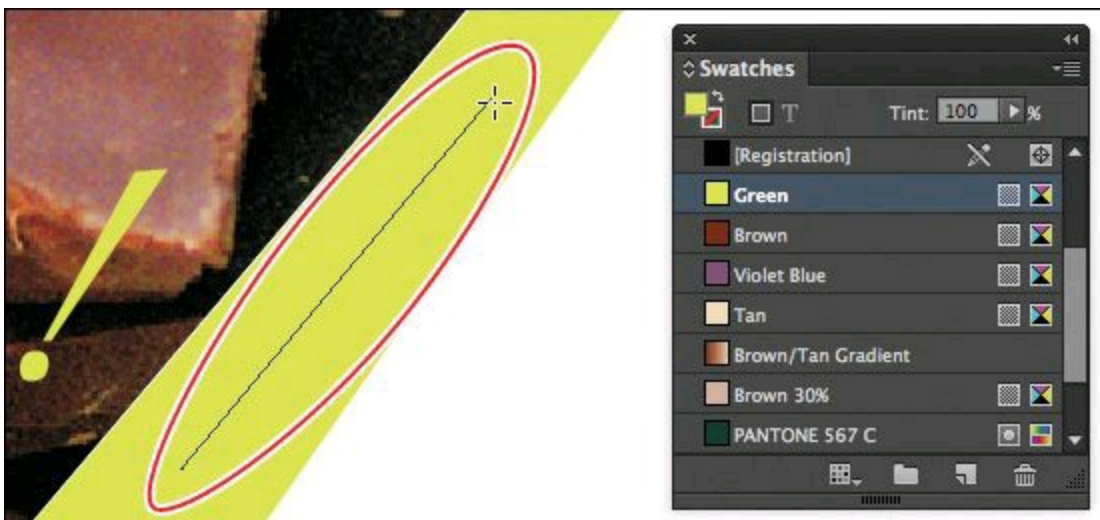 Swatches
T Tint: 100 %
[Registration]
Green
Brown
Violet Blue
Tan
Brown/Tan Gradient
Brown 30%
PANTONE 567 C
!